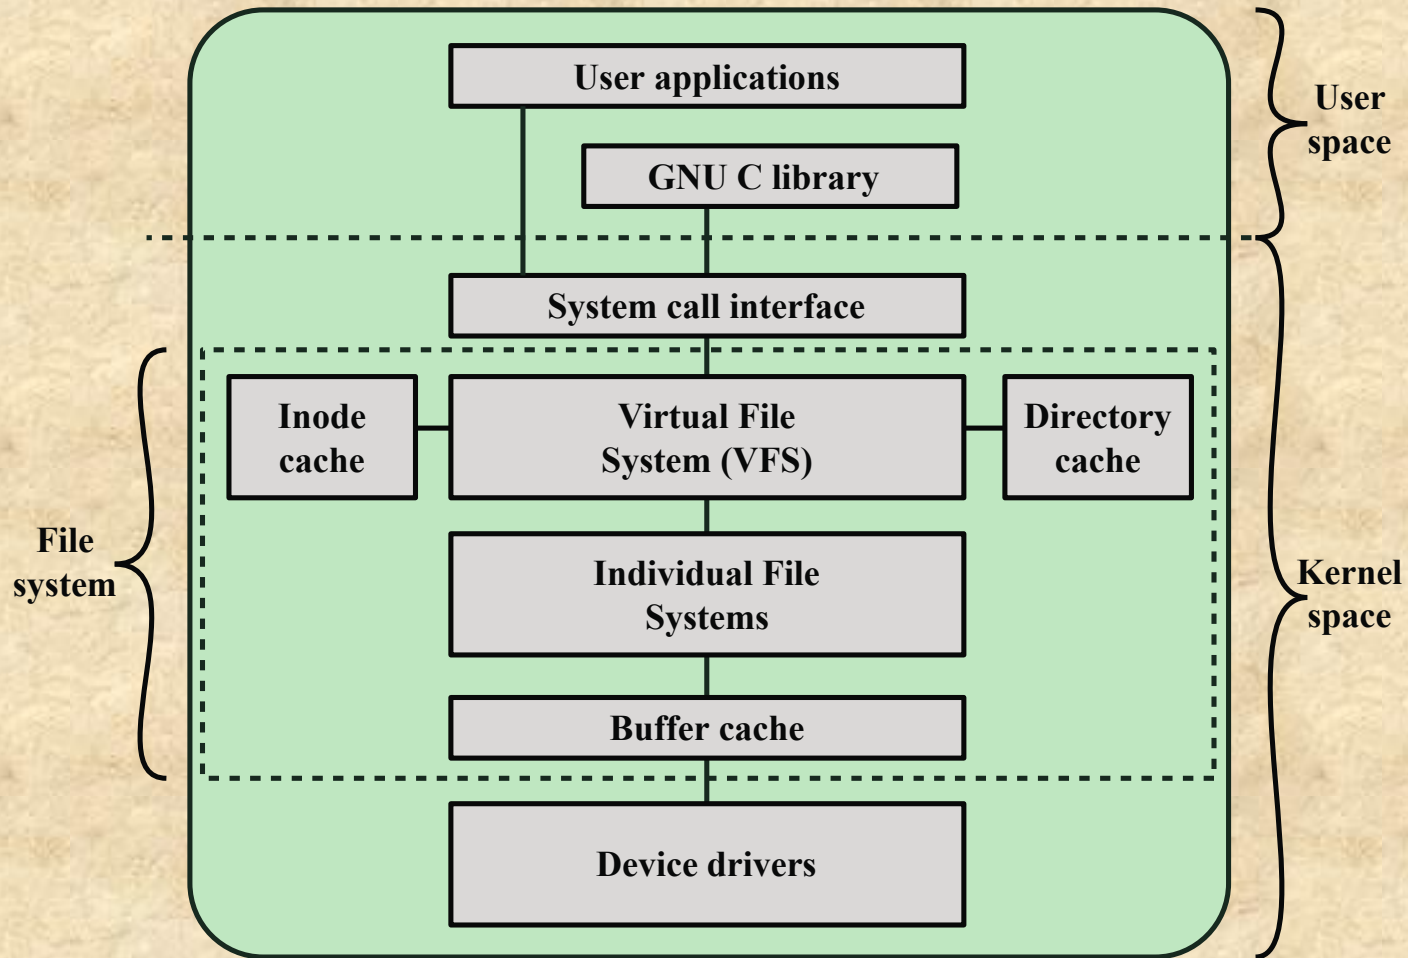 User applications
User
space
GNU C library
System call interface
Inode
cache
Virtual File
System (VFS)
Directory
cache
File
system
Individual File
Systems
Kernel
space
Buffer cache
Device drivers